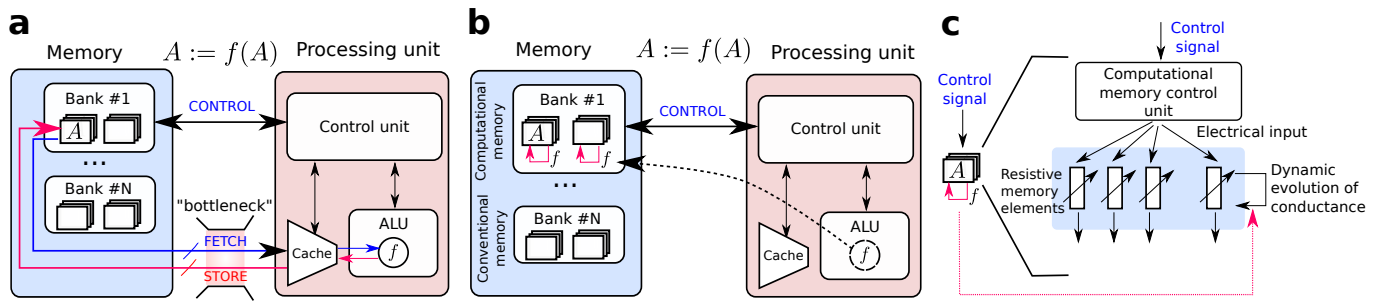 a
Memory
A := f(A)
Processing unit
Bank #1
A
...
Bank #N
CONTROL
Control unit
"bottleneck"
FETCH
STORE
Cache
ALU
f
b
Memory
A := f(A)
Processing unit
Computational
memory
Bank #1
A
f
f
...
Conventional
memory
Bank #N
CONTROL
Control unit
Cache
ALU
f
c
Control
signal
A
f
Control
signal
Computational
memory control
unit
Electrical input
Resistive
memory
elements
Dynamic
evolution of
conductance